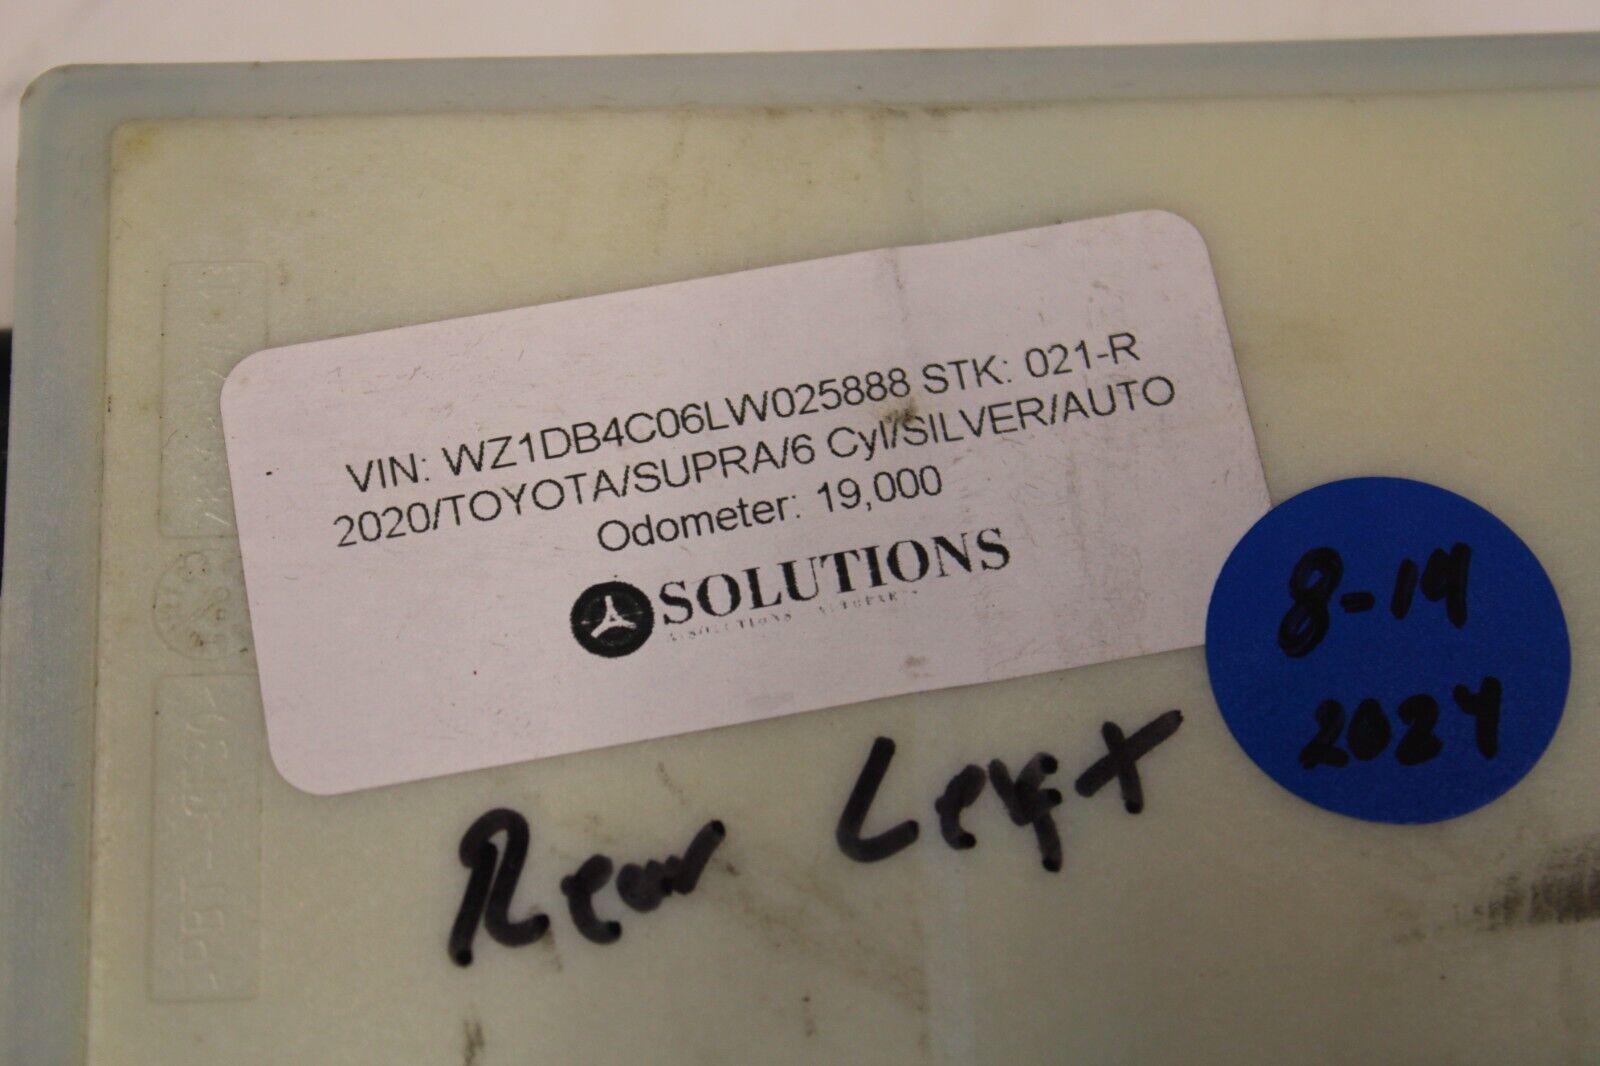 VIN: WZ1DB4C06LW025888 STK: 021-R
2020/TOYOTA/SUPRA/6 Cyl/SILVER/AUTO
Odometer: 19,000
SOLUTIONS
8-19
2024
Rear Left